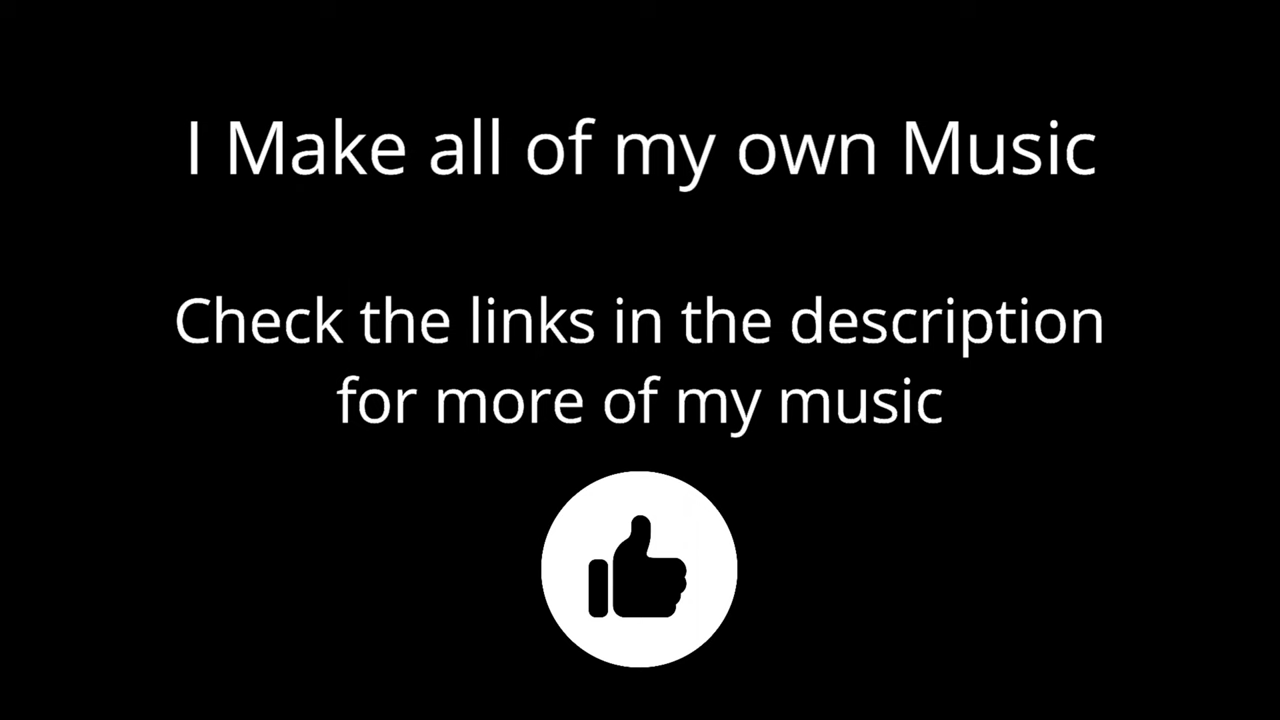 I Make all of my own Music
Check the links in the description
for more of my music